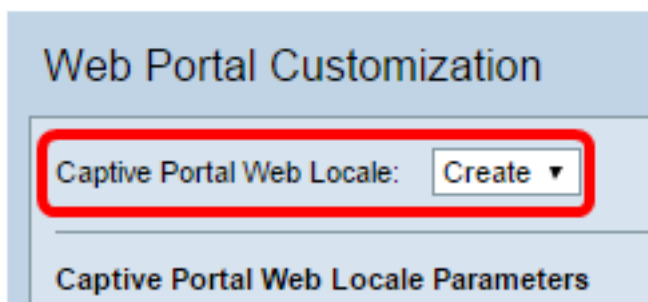 Web Portal Customization
Captive Portal Web Locale: Create
Captive Portal Web Locale Parameters